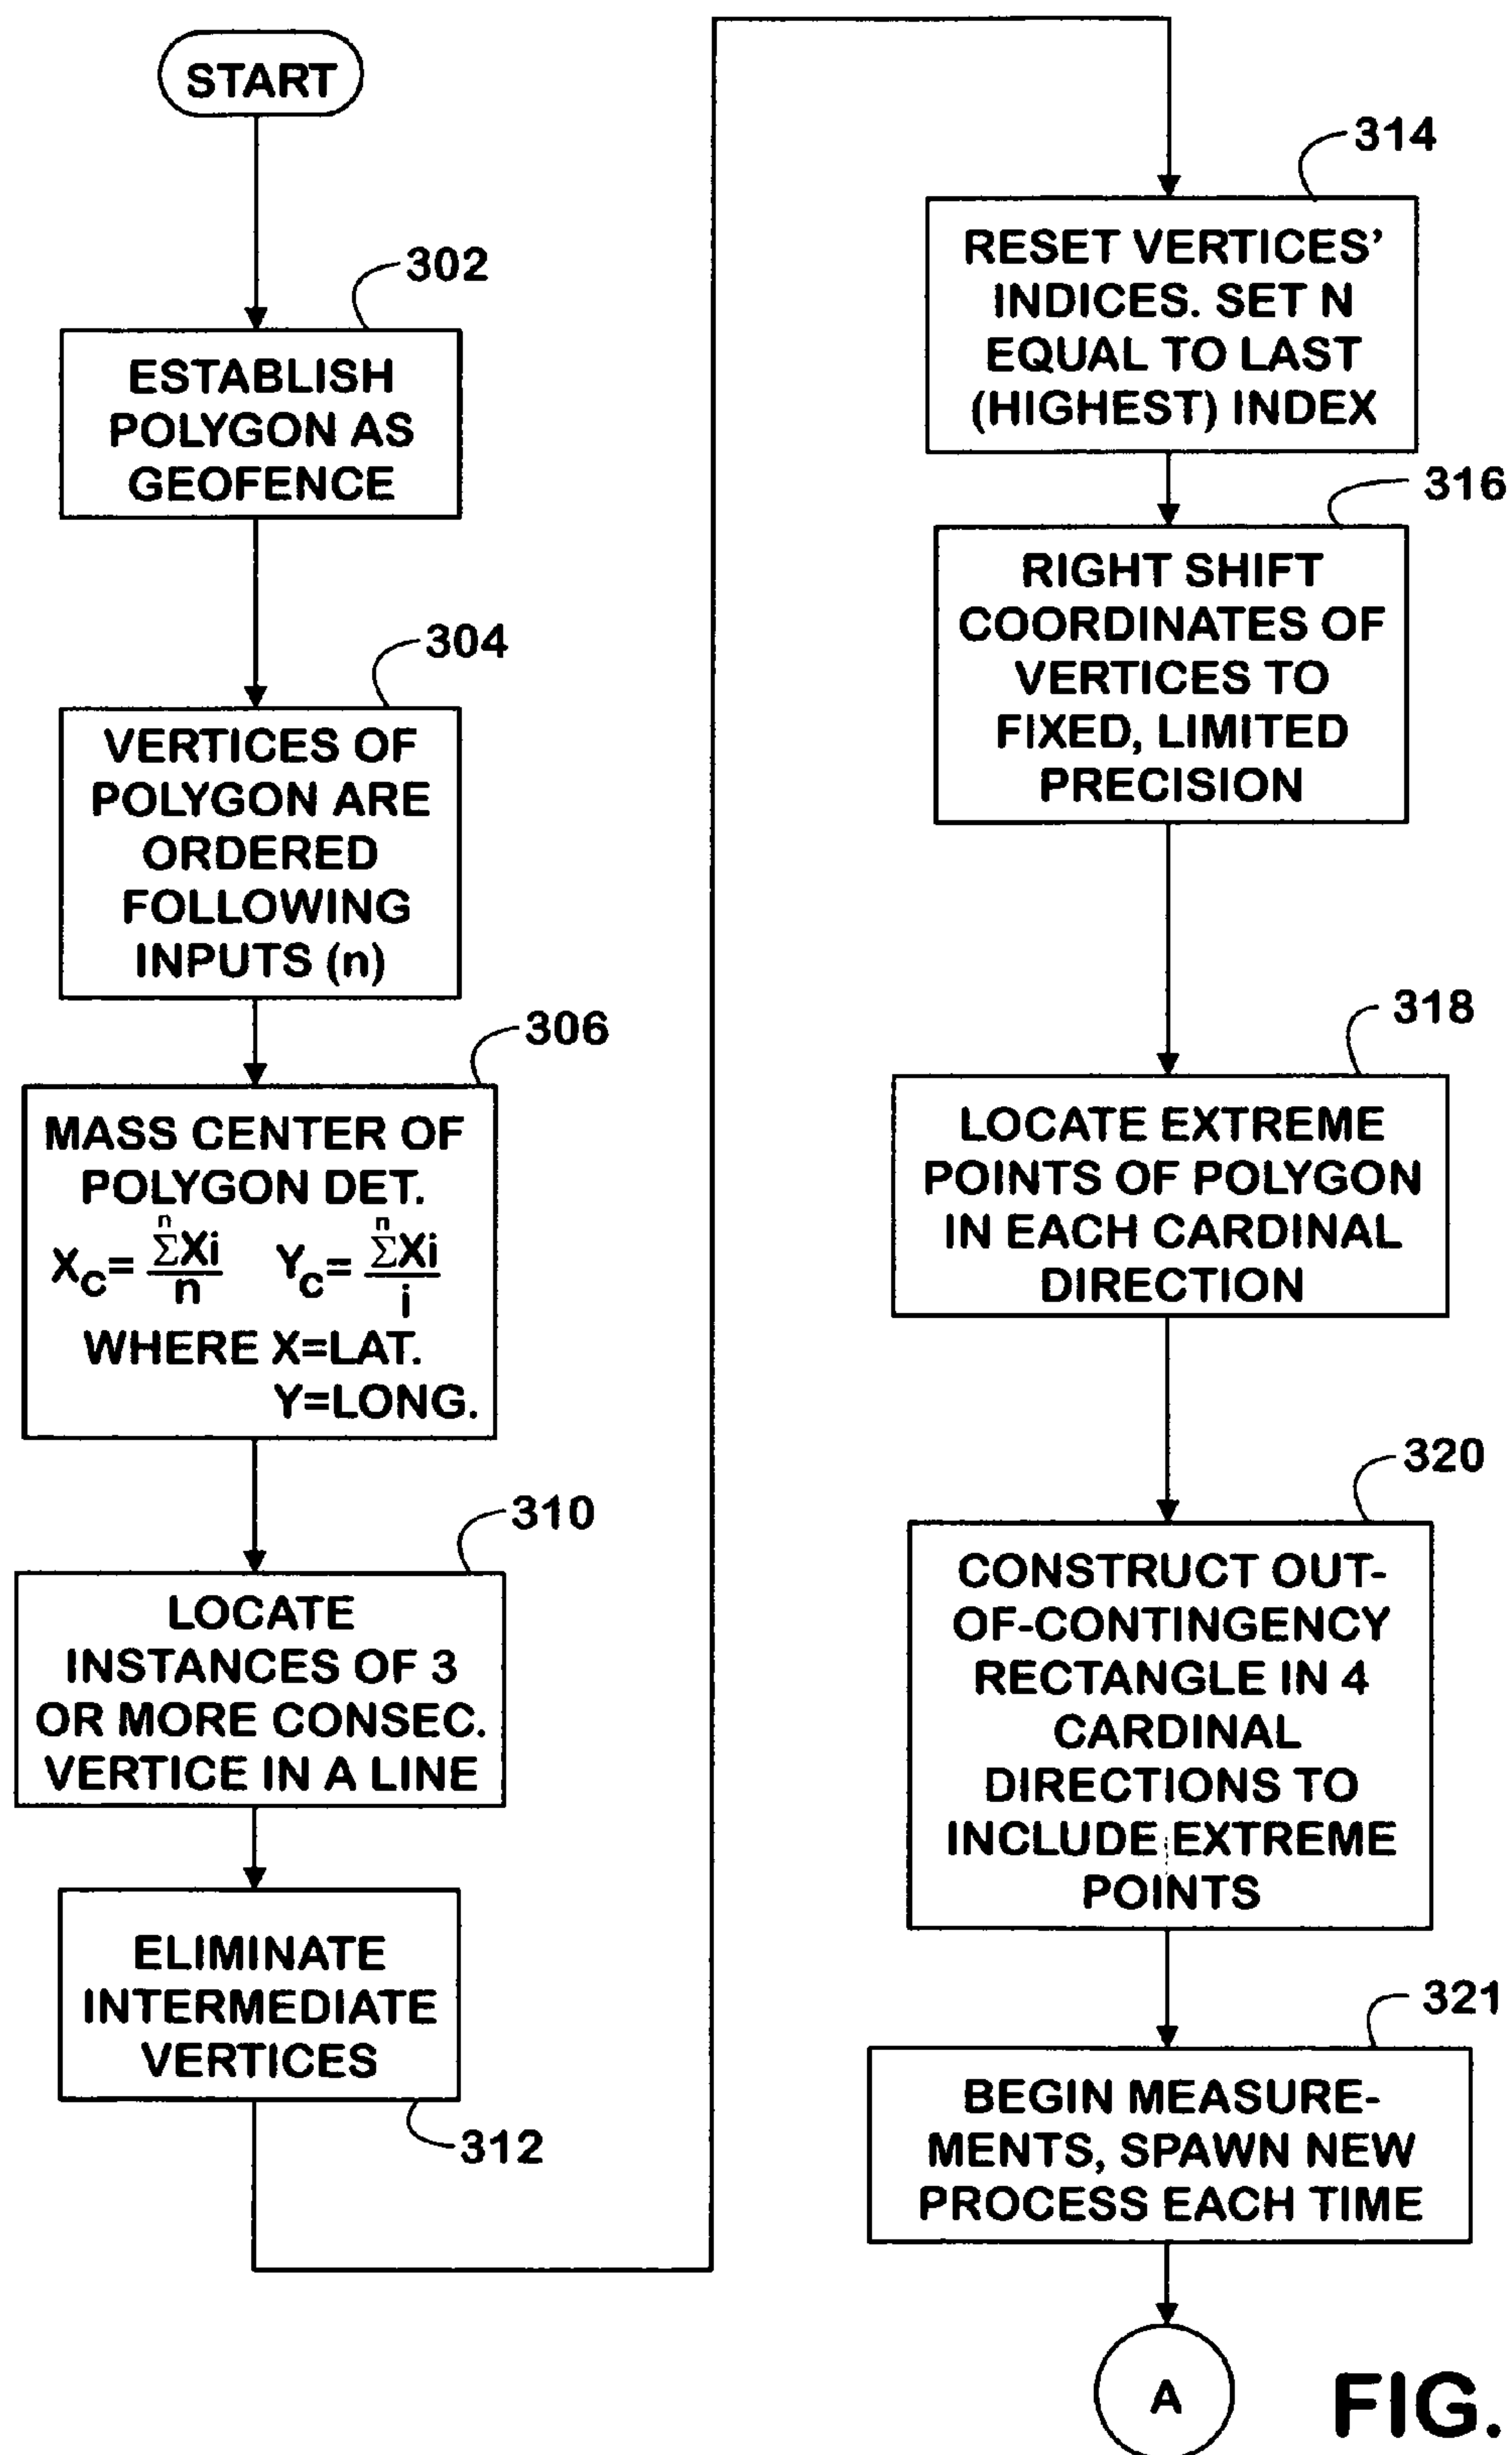 START
302
ESTABLISH
POLYGON AS
GEOFENCE
304
VERTICES OF
POLYGON ARE
ORDERED
FOLLOWING
INPUTS (n)
306
MASS CENTER OF
POLYGON DET.
Xc= n ΣXi / n   Yc= n ΣXi / i
WHERE X=LAT.
Y=LONG.
310
LOCATE
INSTANCES OF 3
OR MORE CONSEC.
VERTICE IN A LINE
ELIMINATE
INTERMEDIATE
VERTICES
312
314
RESET VERTICES'
INDICES. SET N
EQUAL TO LAST
(HIGHEST) INDEX
316
RIGHT SHIFT
COORDINATES OF
VERTICES TO
FIXED, LIMITED
PRECISION
318
LOCATE EXTREME
POINTS OF POLYGON
IN EACH CARDINAL
DIRECTION
320
CONSTRUCT OUT-
OF-CONTINGENCY
RECTANGLE IN 4
CARDINAL
DIRECTIONS TO
INCLUDE EXTREME
POINTS
321
BEGIN MEASURE-
MENTS, SPAWN NEW
PROCESS EACH TIME
A
FIG.